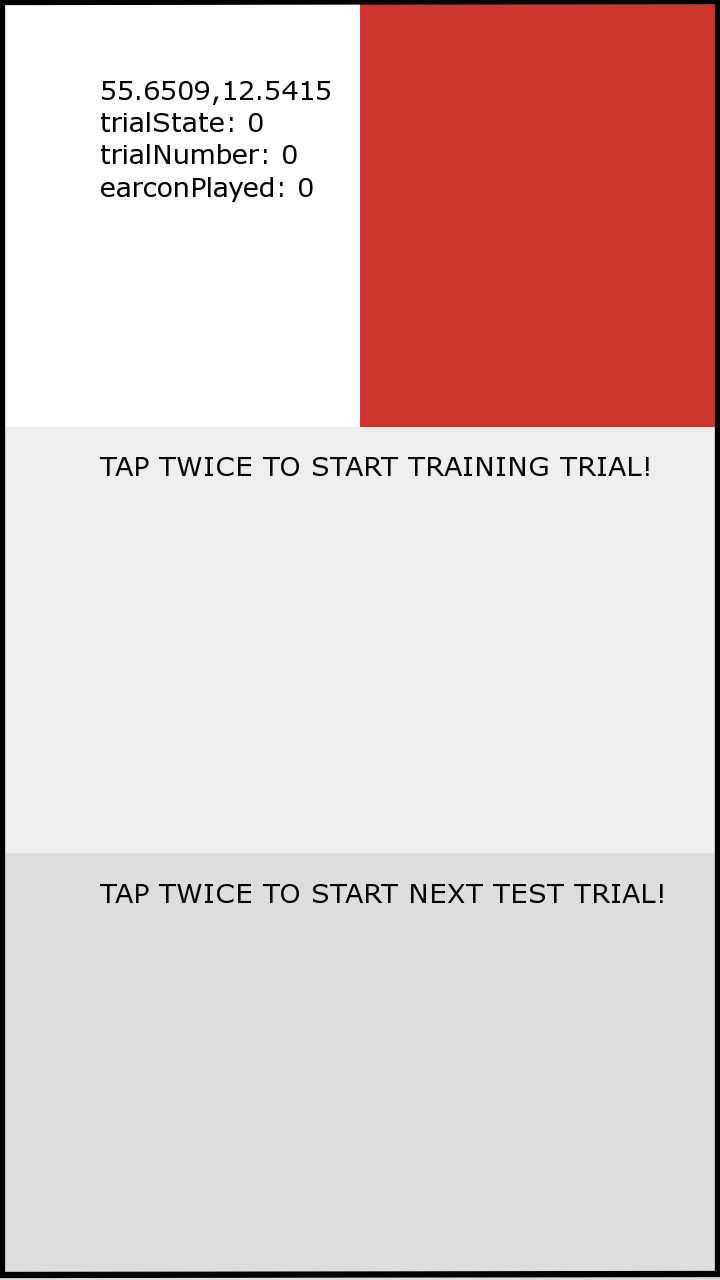 55.6509,12.5415
trialState: 0
trialNumber: 0
earconPlayed: 0
TAP TWICE TO START TRAINING TRIAL!
TAP TWICE TO START NEXT TEST TRIAL!